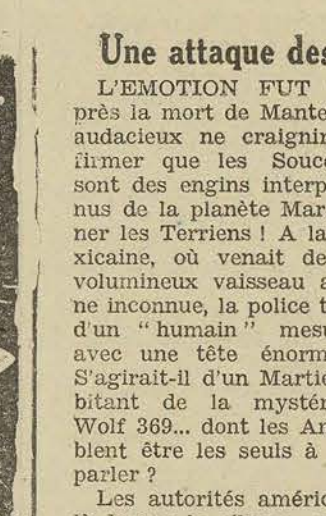 Une attaque des
L'EMOTION FUT
près la mort de Mante
audacieux ne craignir
firmer que les Souc
sont des engins interp
nus de la planète Mar
ner les Terriens ! A la
xicaine, où venait de
volumineux vaisseau a
ne inconnue, la police t
d'un "humain" mesu
avec une tête énorm
S'agirait-il d'un Martie
bitant de la mystér
Wolf 369... dont les Am
blent être les seuls à
parler ?
Les autorités améric